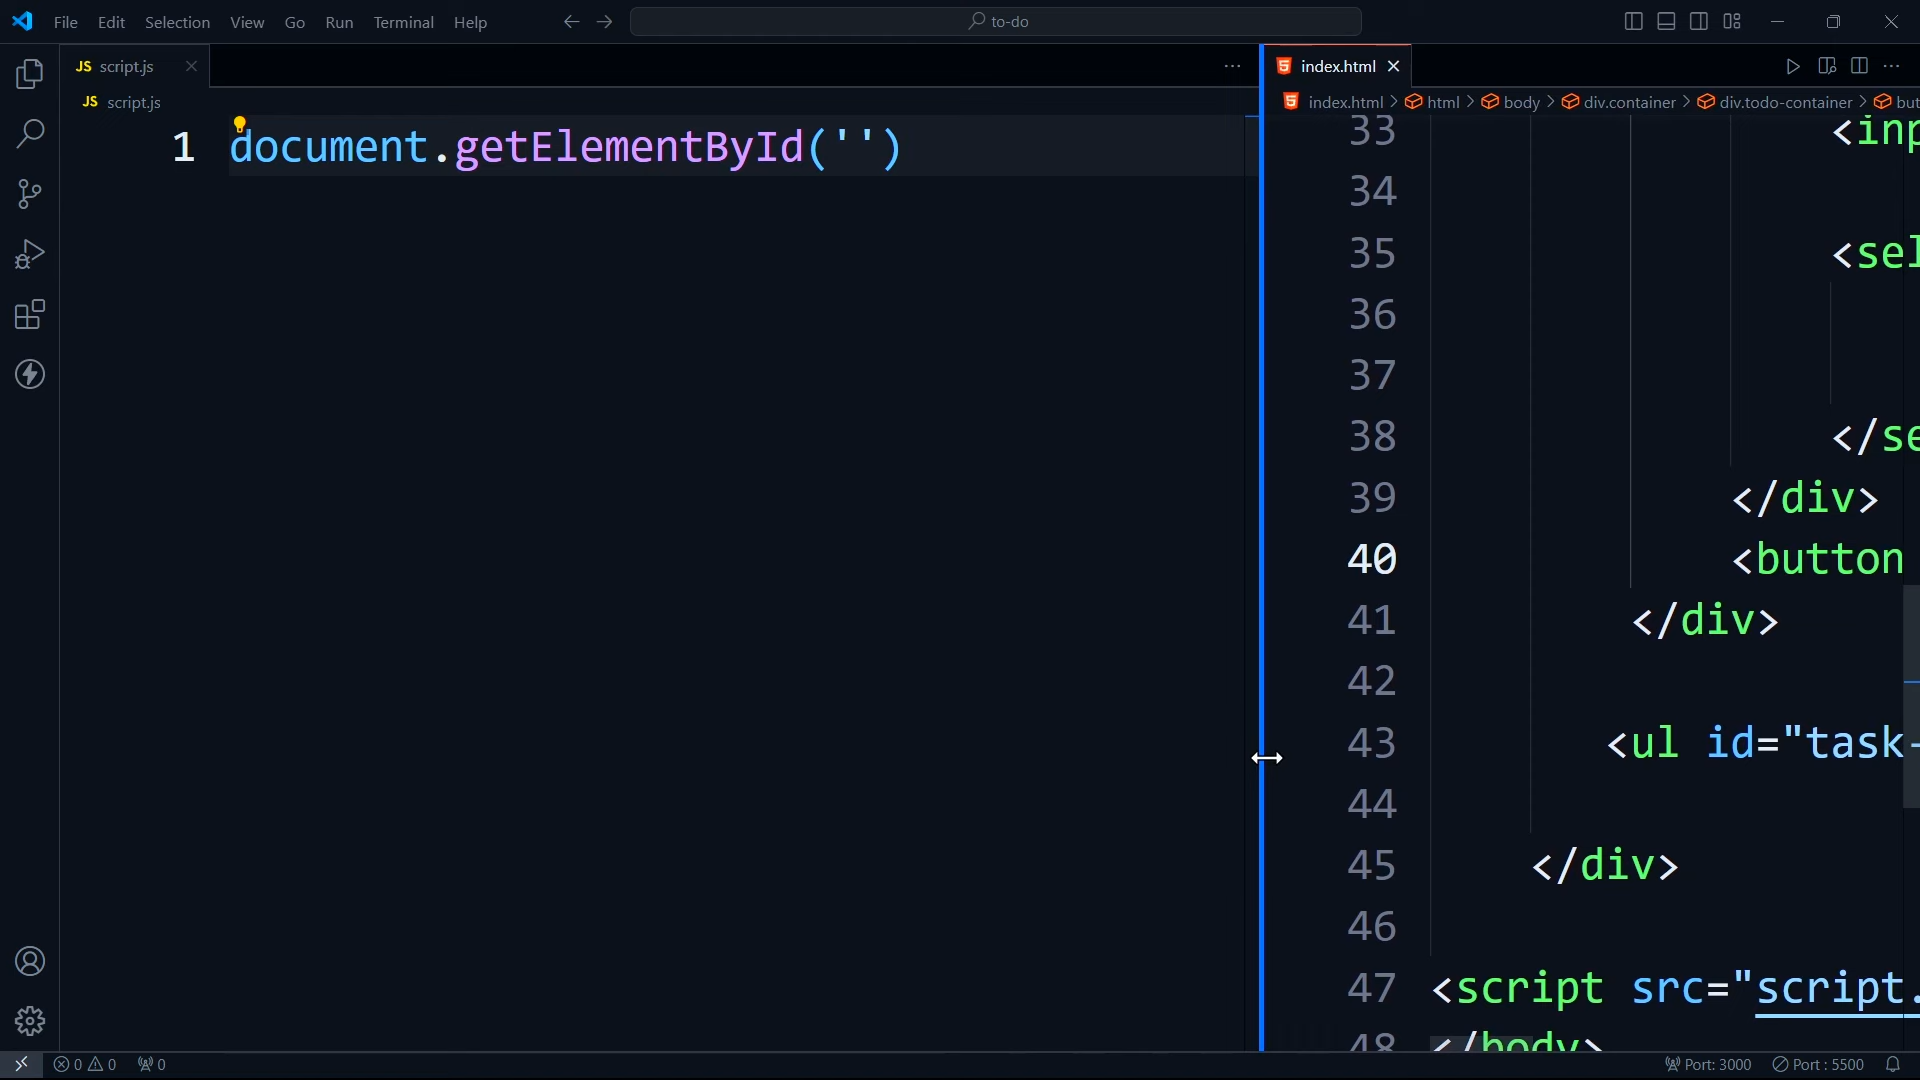 File Edit Selection View Go Run Terminal Help
to-do
JS script.js
JS script.js
1 document.getElementById('')
index.html
index.html > html > body > div.container > div.todo-container > but
33 <inp
34
35 <sel
36
37
38 </se
39 </div>
40 <button
41 </div>
42
43 <ul id="task-
44
45 </div>
46
47 <script src="script.
48 </body>
0 0 0
Port: 3000 Port : 5500